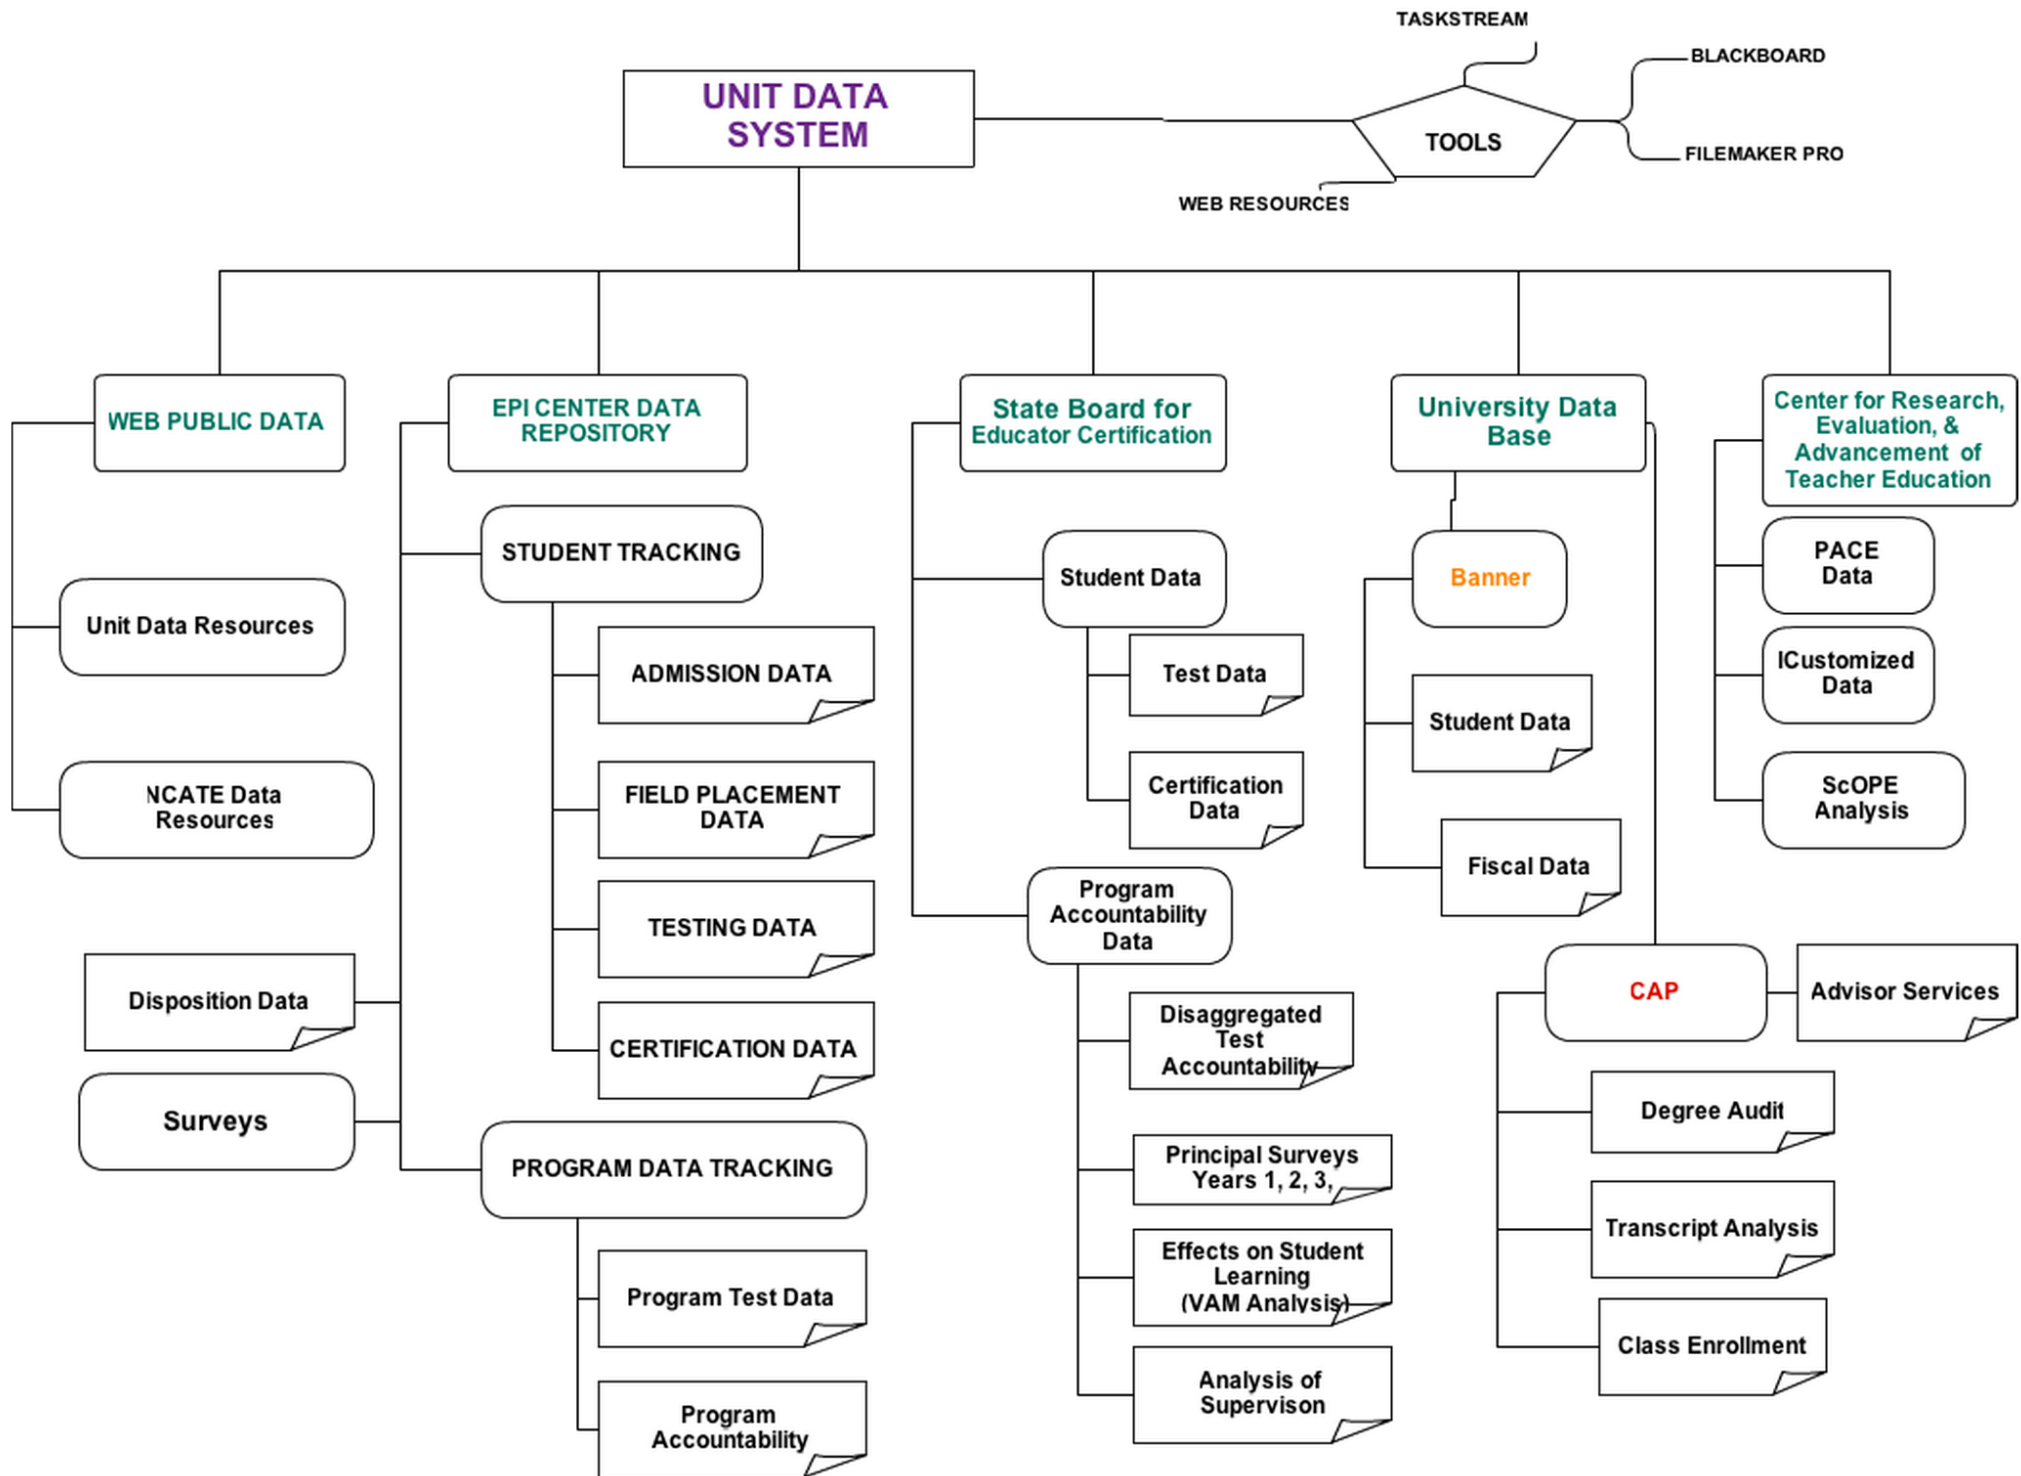 TASKSTREAM
BLACKBOARD
UNIT DATA
SYSTEM
TOOLS
FILEMAKER PRO
WEB RESOURCES
WEB PUBLIC DATA
Unit Data Resources
NCATE Data
Resources
EPI CENTER DATA
REPOSITORY
STUDENT TRACKING
ADMISSION DATA
FIELD PLACEMENT
DATA
TESTING DATA
CERTIFICATION DATA
Disposition Data
Surveys
PROGRAM DATA TRACKING
Program Test Data
Program
Accountability
State Board for
Educator Certification
Student Data
Test Data
Certification
Data
Program
Accountability
Data
Disaggregated
Test
Accountability
Principal Surveys
Years 1, 2, 3,
Effects on Student
Learning
(VAM Analysis)
Analysis of
Supervison
University Data
Base
Banner
Student Data
Fiscal Data
CAP
Advisor Services
Degree Audit
Transcript Analysis
Class Enrollment
Center for Research,
Evaluation, &
Advancement of
Teacher Education
PACE
Data
ICustomized
Data
ScOPE
Analysis